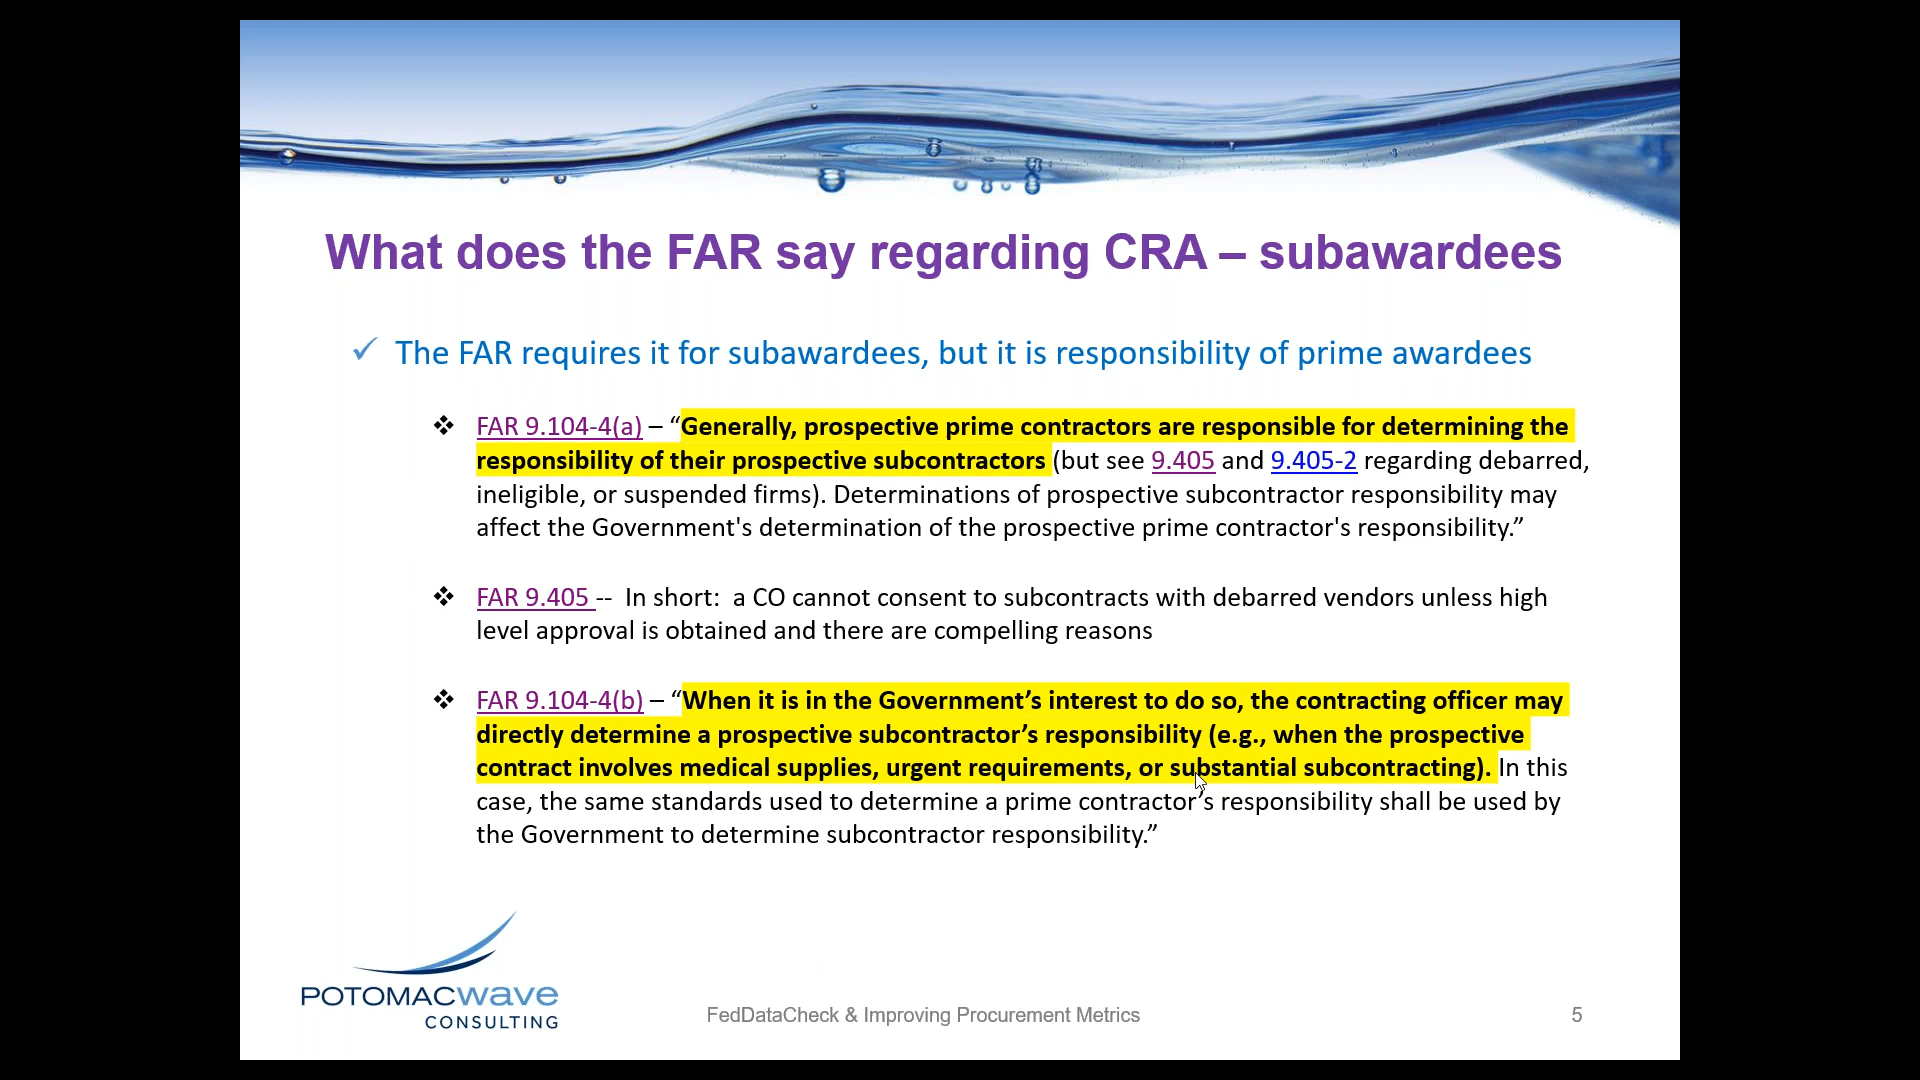 What does the FAR say regarding CRA – subawardees
✓ The FAR requires it for subawardees, but it is responsibility of prime awardees
❖ FAR 9.104-4(a) – “Generally, prospective prime contractors are responsible for determining the
responsibility of their prospective subcontractors (but see 9.405 and 9.405-2 regarding debarred,
ineligible, or suspended firms). Determinations of prospective subcontractor responsibility may
affect the Government's determination of the prospective prime contractor's responsibility.”
❖ FAR 9.405 -- In short: a CO cannot consent to subcontracts with debarred vendors unless high
level approval is obtained and there are compelling reasons
❖ FAR 9.104-4(b) – “When it is in the Government’s interest to do so, the contracting officer may
directly determine a prospective subcontractor’s responsibility (e.g., when the prospective
contract involves medical supplies, urgent requirements, or substantial subcontracting). In this
case, the same standards used to determine a prime contractor’s responsibility shall be used by
the Government to determine subcontractor responsibility.”
POTOMACwave
CONSULTING
FedDataCheck & Improving Procurement Metrics
5